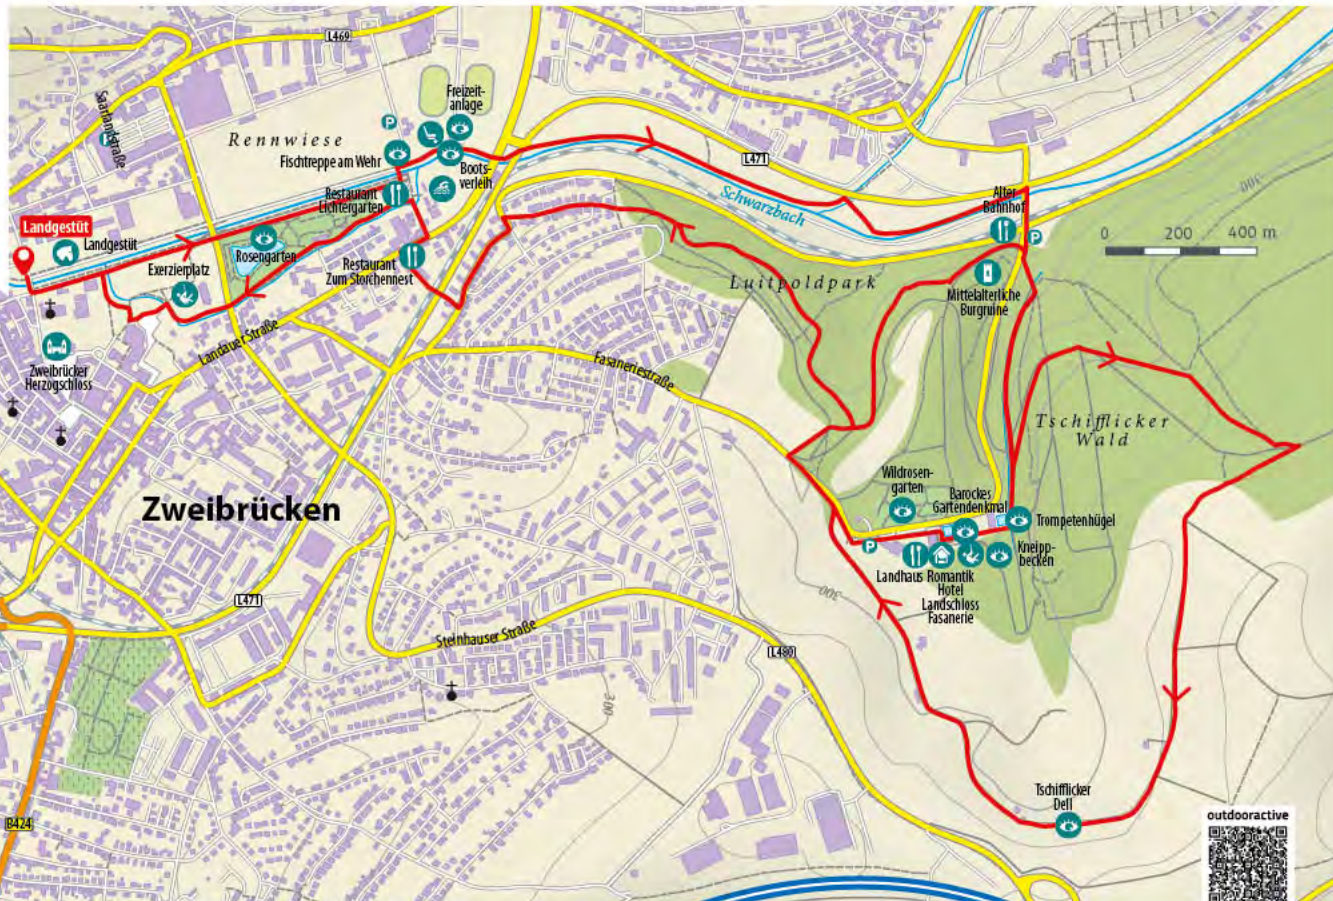 L469
Saarlandstraße
Rennwiese
Freizeit-
anlage
P
Fischtreppe am Wehr
Boots-
verleih
L471
Restaurant
Lichtergarten
Schwarzbach
Alter
Bahnhof
P
300
0 200 400 m
Landgestüt
Landgestüt
Exerzierplatz
Rosengarten
Restaurant
Zum Storchennest
Luitpoldpark
Mittelalterliche
Burgruine
Zweibrücker
Herzogschloss
Landauer Straße
Fasaneriestraße
Tschifflicker
Wald
Zweibrücken
Wildrosen-
garten
Barockes
Gartendenkmal
Trompetenhügel
P
Landhaus
Romantik
Hotel
Landschloss
Fasanerie
Kneipp-
becken
300
L471
Steinhauser Straße
L480
300
Tschifflicker
Dell
B424
outdooractive